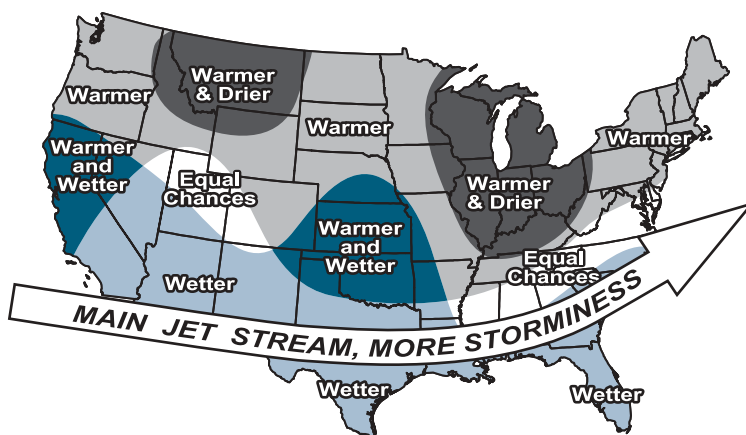 Warmer
& Drier
Warmer
Warmer
Warmer
Warmer
and
Wetter
Equal
Chances
Warmer
& Drier
Warmer
and
Wetter
Equal
Chances
Wetter
MAIN JET STREAM, MORE STORMINESS
Wetter
Wetter